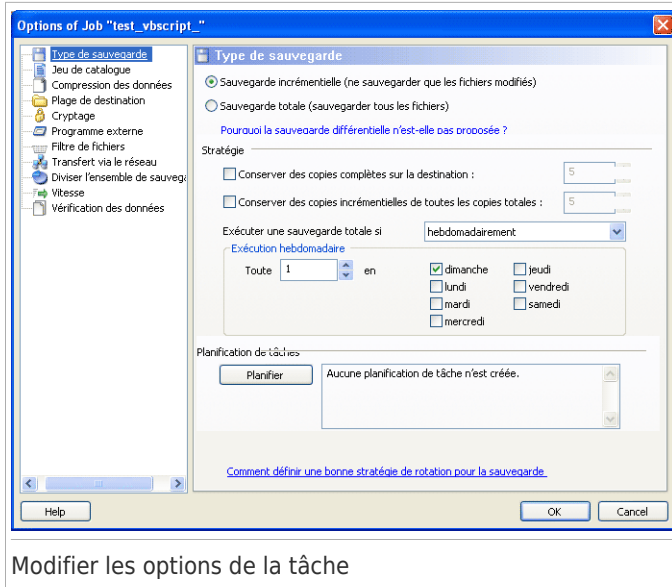 Options of Job "test_vbscript_"
Type de sauvegarde
Jeu de catalogue
Compression des données
Plage de destination
Cryptage
Programme externe
Filtre de fichiers
Transfert via le réseau
Diviser l'ensemble de sauvega
Vitesse
Vérification des données
Type de sauvegarde
Sauvegarde incrémentielle (ne sauvegarder que les fichiers modifiés)
Sauvegarde totale (sauvegarder tous les fichiers)
Pourquoi la sauvegarde différentielle n'est-elle pas proposée ?
Stratégie
Conserver des copies complètes sur la destination : 5
Conserver des copies incrémentielles de toutes les copies totales : 5
Exécuter une sauvegarde totale si hebdomadairement
Exécution hebdomadaire
Toute 1 en dimanche jeudi
lundi vendredi
mardi samedi
mercredi
Planification de tâches
Planifier Aucune planification de tâche n'est créée.
Comment définir une bonne stratégie de rotation pour la sauvegarde
Help OK Cancel
Modifier les options de la tâche